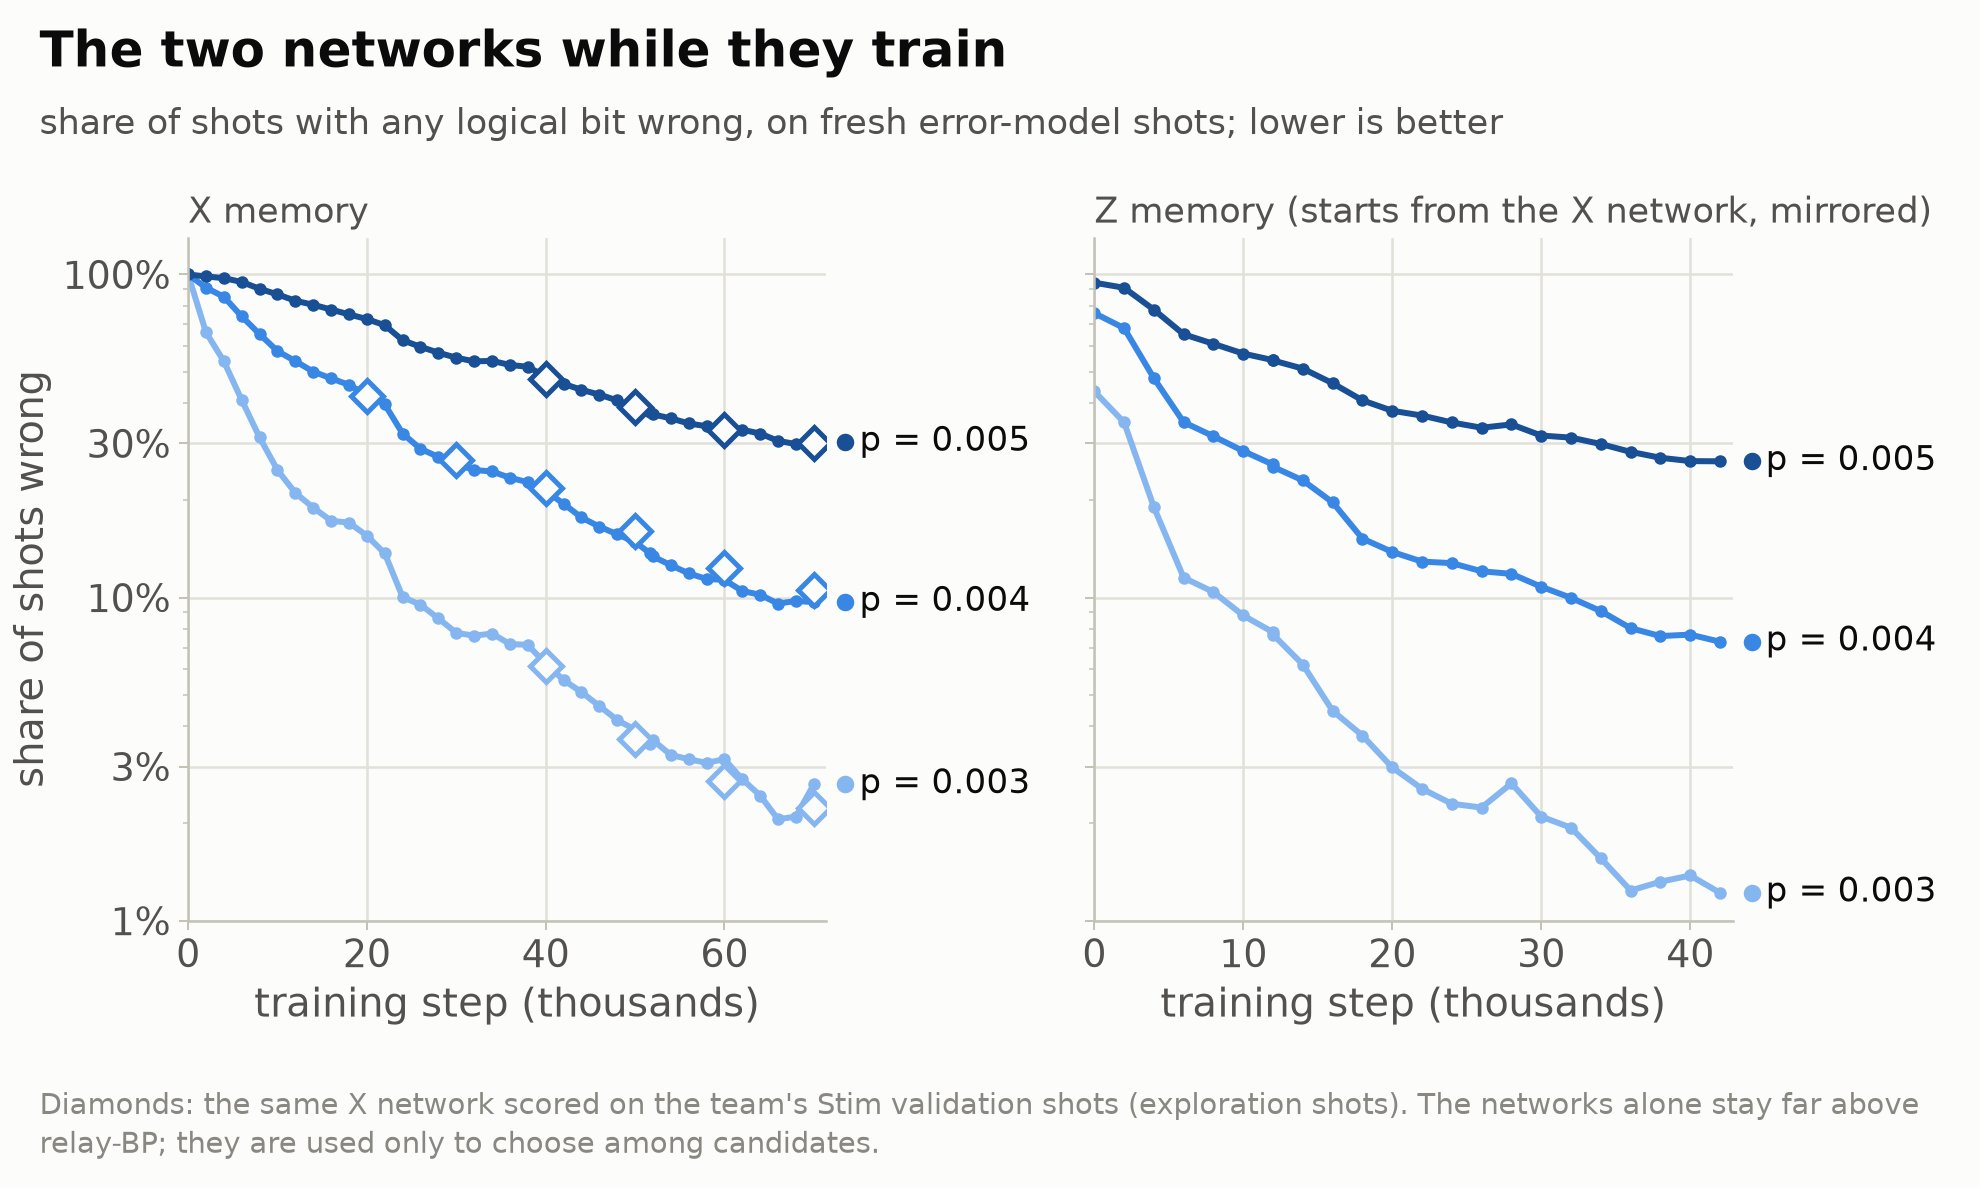 The two networks while they train
share of shots with any logical bit wrong, on fresh error-model shots; lower is better
X memory
share of shots wrong
100%
30%
10%
3%
1%
p = 0.005
p = 0.004
p = 0.003
0 20 40 60
training step (thousands)
Z memory (starts from the X network, mirrored)
p = 0.005
p = 0.004
p = 0.003
0 10 20 30 40
training step (thousands)
Diamonds: the same X network scored on the team's Stim validation shots (exploration shots). The networks alone stay far above
relay-BP; they are used only to choose among candidates.